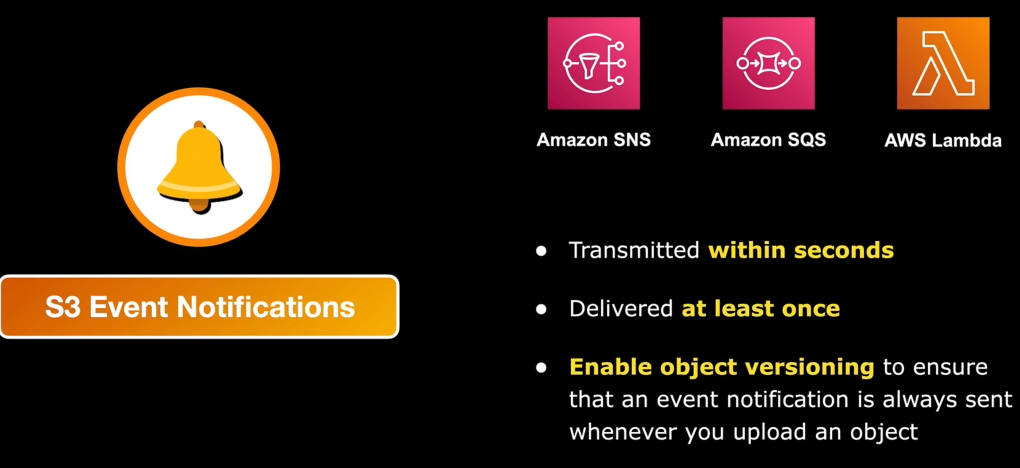 Amazon SNS
Amazon SQS
AWS Lambda
S3 Event Notifications
● Transmitted within seconds
● Delivered at least once
● Enable object versioning to ensure
that an event notification is always sent
whenever you upload an object